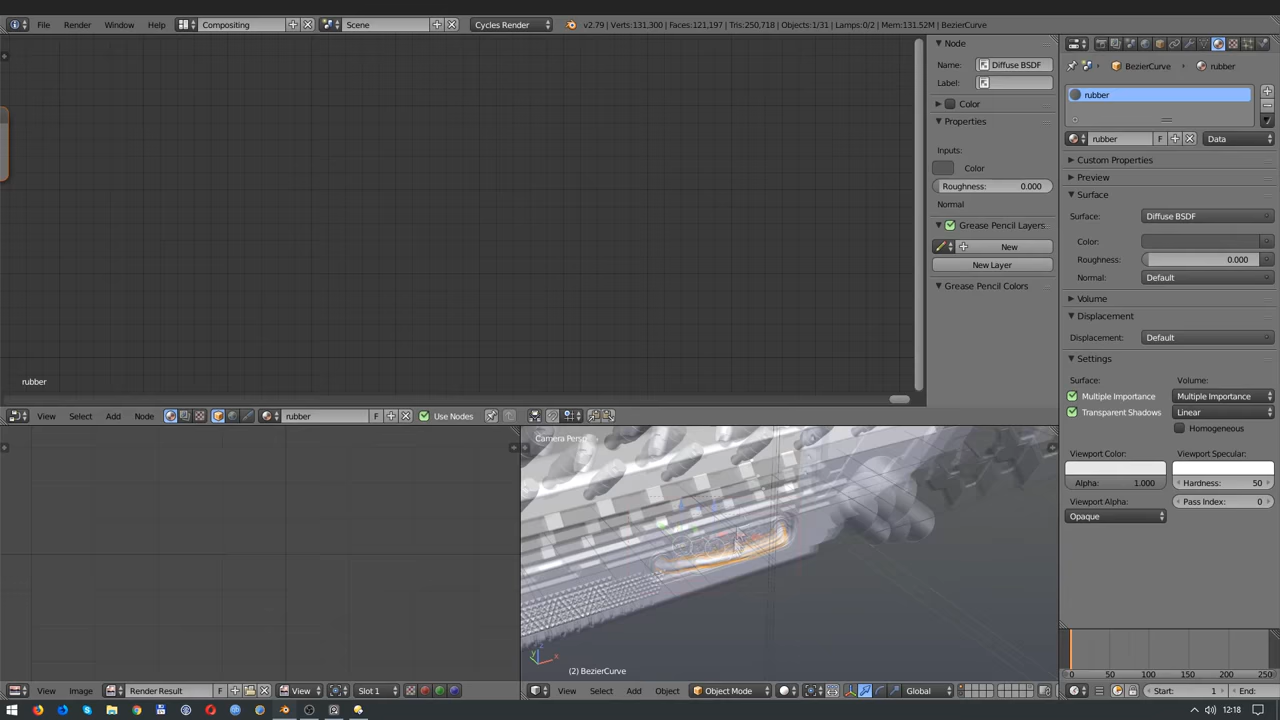 File Render Window Help Compositing Scene Cycles Render v2.79 | Verts:131,300 | Faces:121,197 | Tris:250,718 | Objects:1/31 | Lamps:0/2 | Mem:131.52M | BezierCurve
Node
Name: Diffuse BSDF
Label:
Color
Properties
Inputs:
Color
Roughness: 0.000
Normal
Grease Pencil Layers
New
New Layer
Grease Pencil Colors
BezierCurve rubber
rubber
rubber F Data
Custom Properties
Preview
Surface
Surface: Diffuse BSDF
Color:
Roughness: 0.000
Normal: Default
Volume
Displacement
Displacement: Default
Settings
Surface: Volume:
Multiple Importance Multiple Importance
Transparent Shadows Linear
Homogeneous
Viewport Color: Viewport Specular:
Alpha: 1.000 Hardness: 50
Viewport Alpha: Pass Index: 0
Opaque
rubber
View Select Add Node rubber F Use Nodes
Camera Persp
z
y x
(2) BezierCurve
View Image Render Result F View Slot 1
View Select Add Object Object Mode Global
0 50 100 150 200 250
Start: 1 End:
12:18